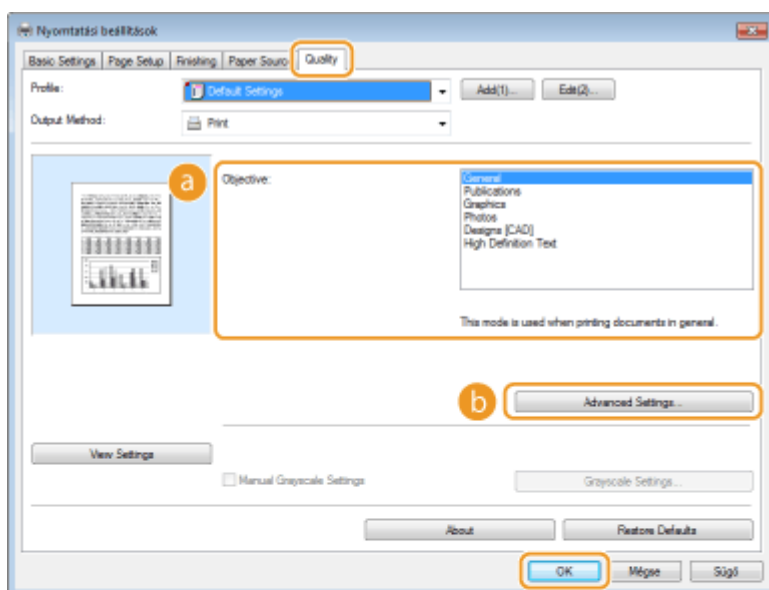 Nyomtatási beállítások
Basic Settings Page Setup Finishing Paper Source Quality
Profile: Default Settings Add(1)... Edit(2)...
Output Method: Print
a
Objective:
General
Publications
Graphics
Photos
Designs [CAD]
High Definition Text
This mode is used when printing documents in general.
b Advanced Settings...
View Settings
Manual Grayscale Settings Grayscale Settings...
About Restore Defaults
OK Mégse Súgó